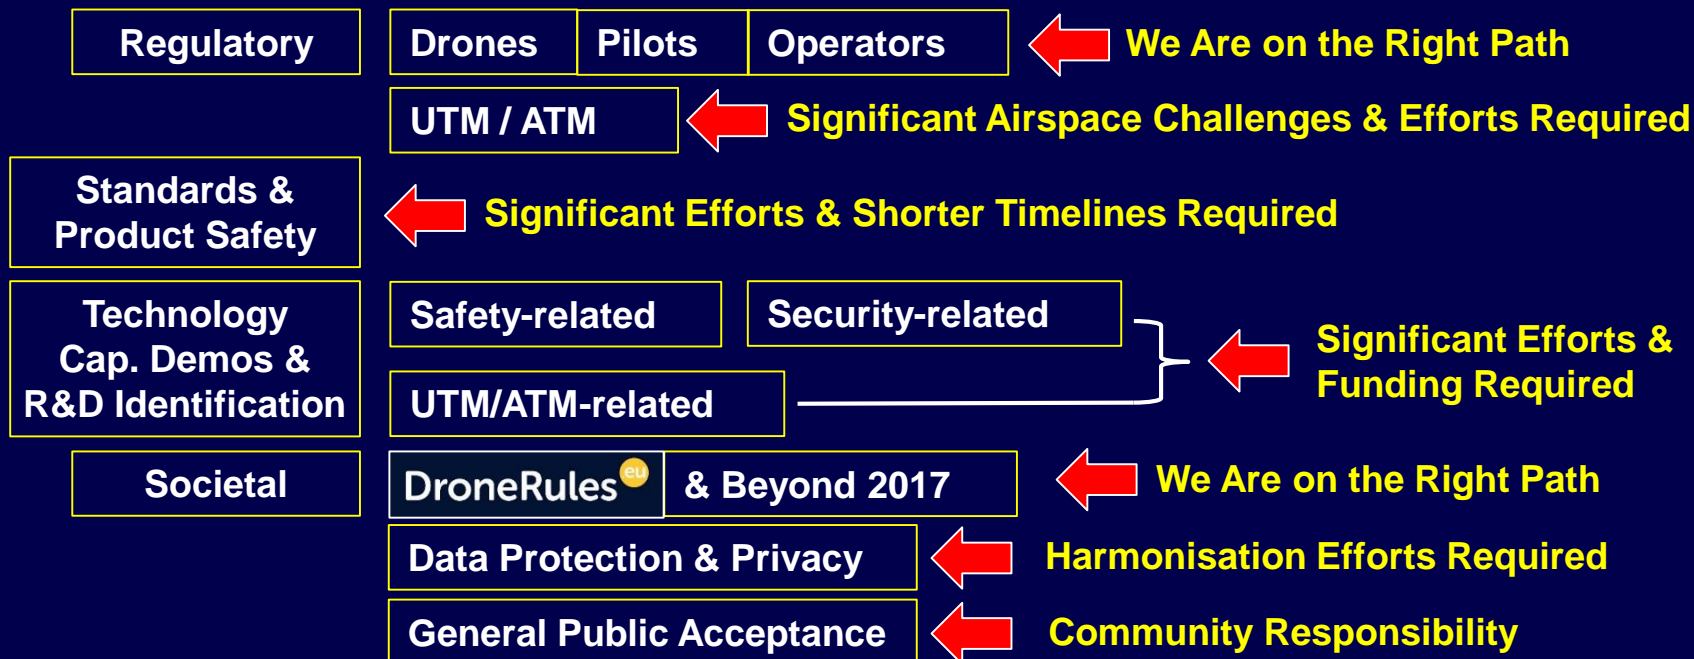 Regulatory Drones Pilots Operators We Are on the Right Path
UTM / ATM Significant Airspace Challenges & Efforts Required
Standards &
Product Safety
Significant Efforts & Shorter Timelines Required
Technology
Cap. Demos &
R&D Identification
Safety-related Security-related
UTM/ATM-related
Significant Efforts &
Funding Required
Societal DroneRules eu & Beyond 2017 We Are on the Right Path
Data Protection & Privacy Harmonisation Efforts Required
General Public Acceptance Community Responsibility